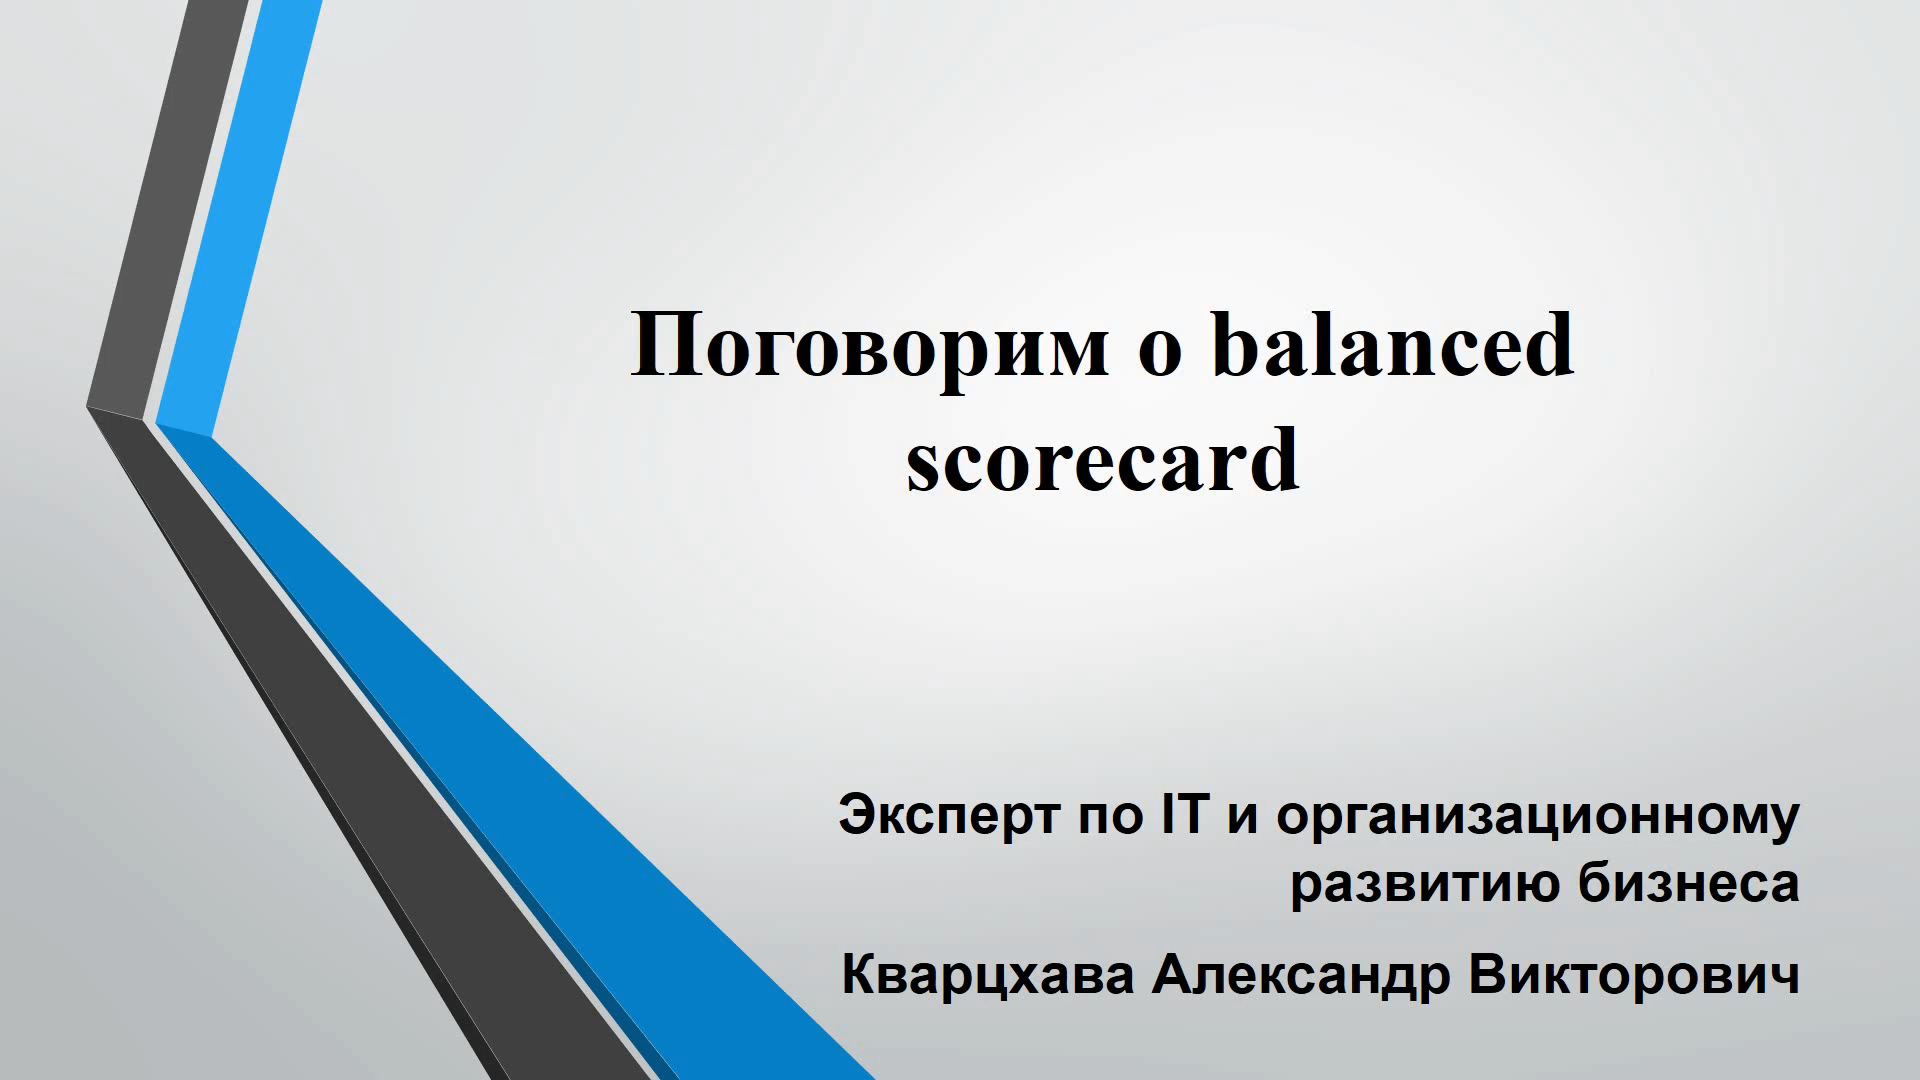 Поговорим о balanced
scorecard
Эксперт по IT и организационному
развитию бизнеса
Кварцхава Александр Викторович